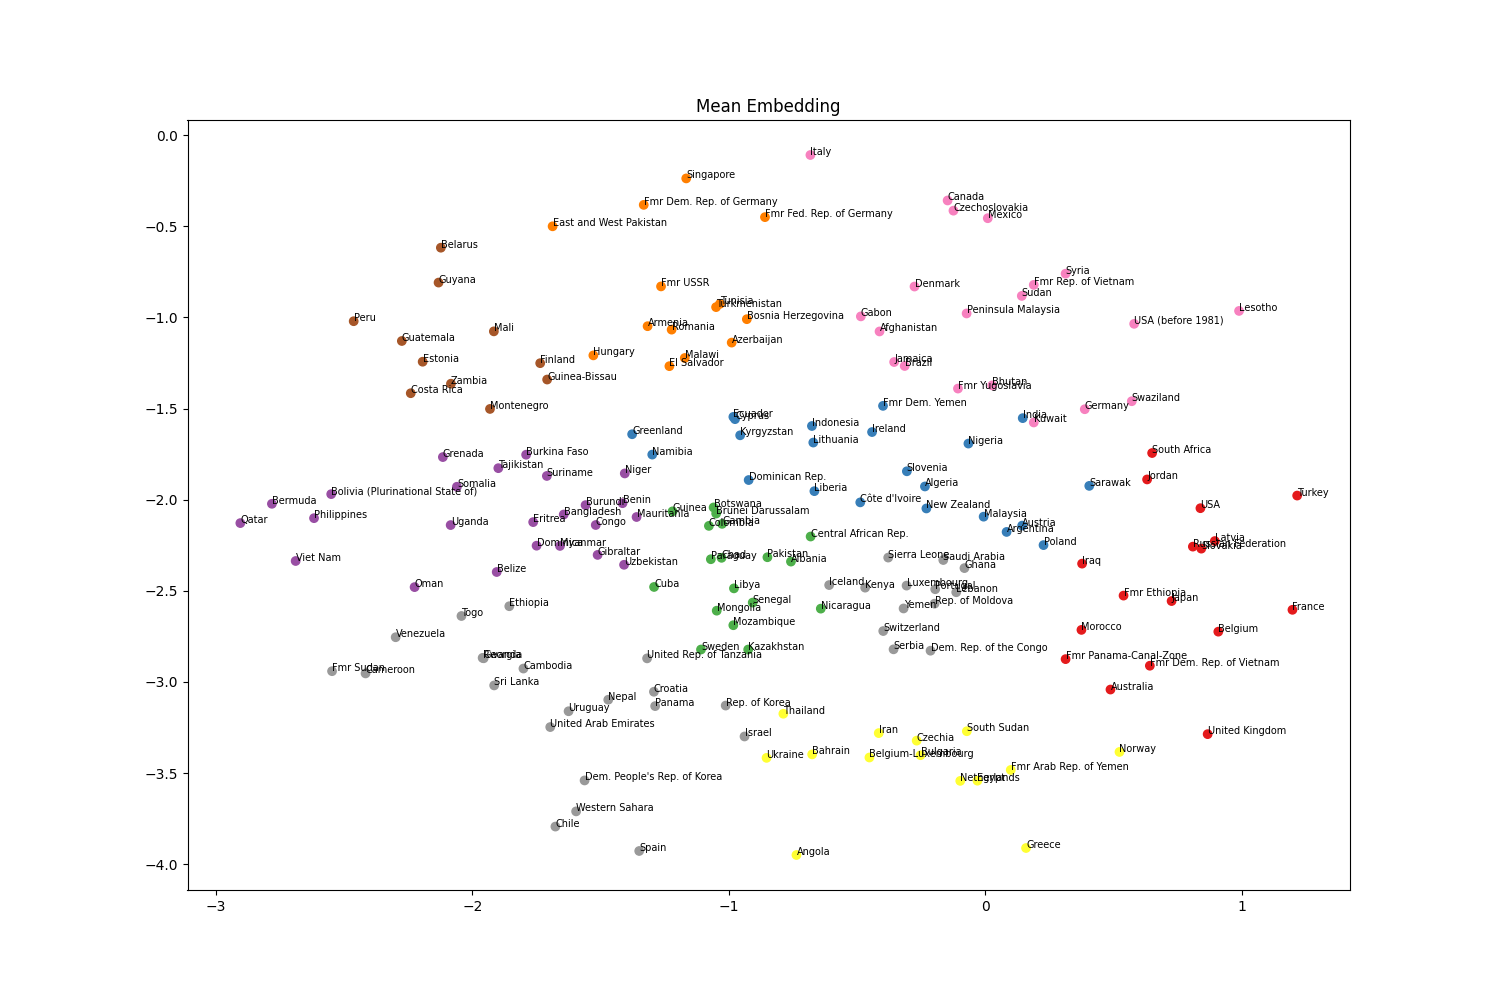 Mean Embedding
0.0
Italy
Singapore
Canada
Fmr Dem. Rep. of Germany
Czechoslovakia
Fmr Fed. Rep. of Germany
Mexico
−0.5
East and West Pakistan
Belarus
Syria
Guyana
Fmr USSR
Denmark
Fmr Rep. of Vietnam
Sudan
Tunisia
Turkmenistan
Lesotho
−1.0
Peru
Bosnia Herzegovina
Gabon
Peninsula Malaysia
USA (before 1981)
Mali
Armenia
Romania
Afghanistan
Guatemala
Azerbaijan
Estonia
Finland
Hungary
Malawi
El Salvador
Jamaica
Brazil
Zambia
Costa Rica
Guinea-Bissau
Fmr Yugoslavia
Bhutan
−1.5
Montenegro
Fmr Dem. Yemen
Germany
Swaziland
Ecuador
Cyprus
India
Kuwait
Greenland
Kyrgyzstan
Indonesia
Lithuania
Ireland
Nigeria
Grenada
Burkina Faso
Namibia
South Africa
Tajikistan
Suriname
Niger
Dominican Rep.
Slovenia
Jordan
Somalia
Bolivia (Plurinational State of)
Liberia
Algeria
Sarawak
Turkey
−2.0
Bermuda
Burundi
Benin
Côte d'Ivoire
New Zealand
USA
Qatar
Philippines
Uganda
Eritrea
Bangladesh
Congo
Mauritania
Guinea
Botswana
Brunei Darussalam
Colombia
Gambia
Malaysia
Austria
Argentina
Central African Rep.
Viet Nam
Dominica
Myanmar
Gibraltar
Uzbekistan
Paraguay
Chad
Pakistan
Albania
Sierra Leone
Saudi Arabia
Ghana
Poland
Iraq
Latvia
Russian Federation
Slovakia
−2.5
Oman
Belize
Cuba
Libya
Iceland
Kenya
Luxembourg
Portugal
Lebanon
Togo
Ethiopia
Mongolia
Senegal
Nicaragua
Yemen
Rep. of Moldova
Fmr Ethiopia
Japan
France
Venezuela
Mozambique
Switzerland
Morocco
Belgium
Rwanda
United Rep. of Tanzania
Sweden
Kazakhstan
Serbia
Dem. Rep. of the Congo
Fmr Panama-Canal-Zone
Fmr Dem. Rep. of Vietnam
−3.0
Fmr Sudan
Cameroon
Cambodia
Sri Lanka
Croatia
Australia
Uruguay
Nepal
Panama
Rep. of Korea
Thailand
United Arab Emirates
Israel
Iran
Czechia
South Sudan
United Kingdom
−3.5
Ukraine
Bahrain
Belgium-Luxembourg
Bulgaria
Norway
Dem. People's Rep. of Korea
Netherlands
Egypt
Fmr Arab Rep. of Yemen
Western Sahara
Chile
−4.0
Spain
Angola
Greece
−3 −2 −1 0 1